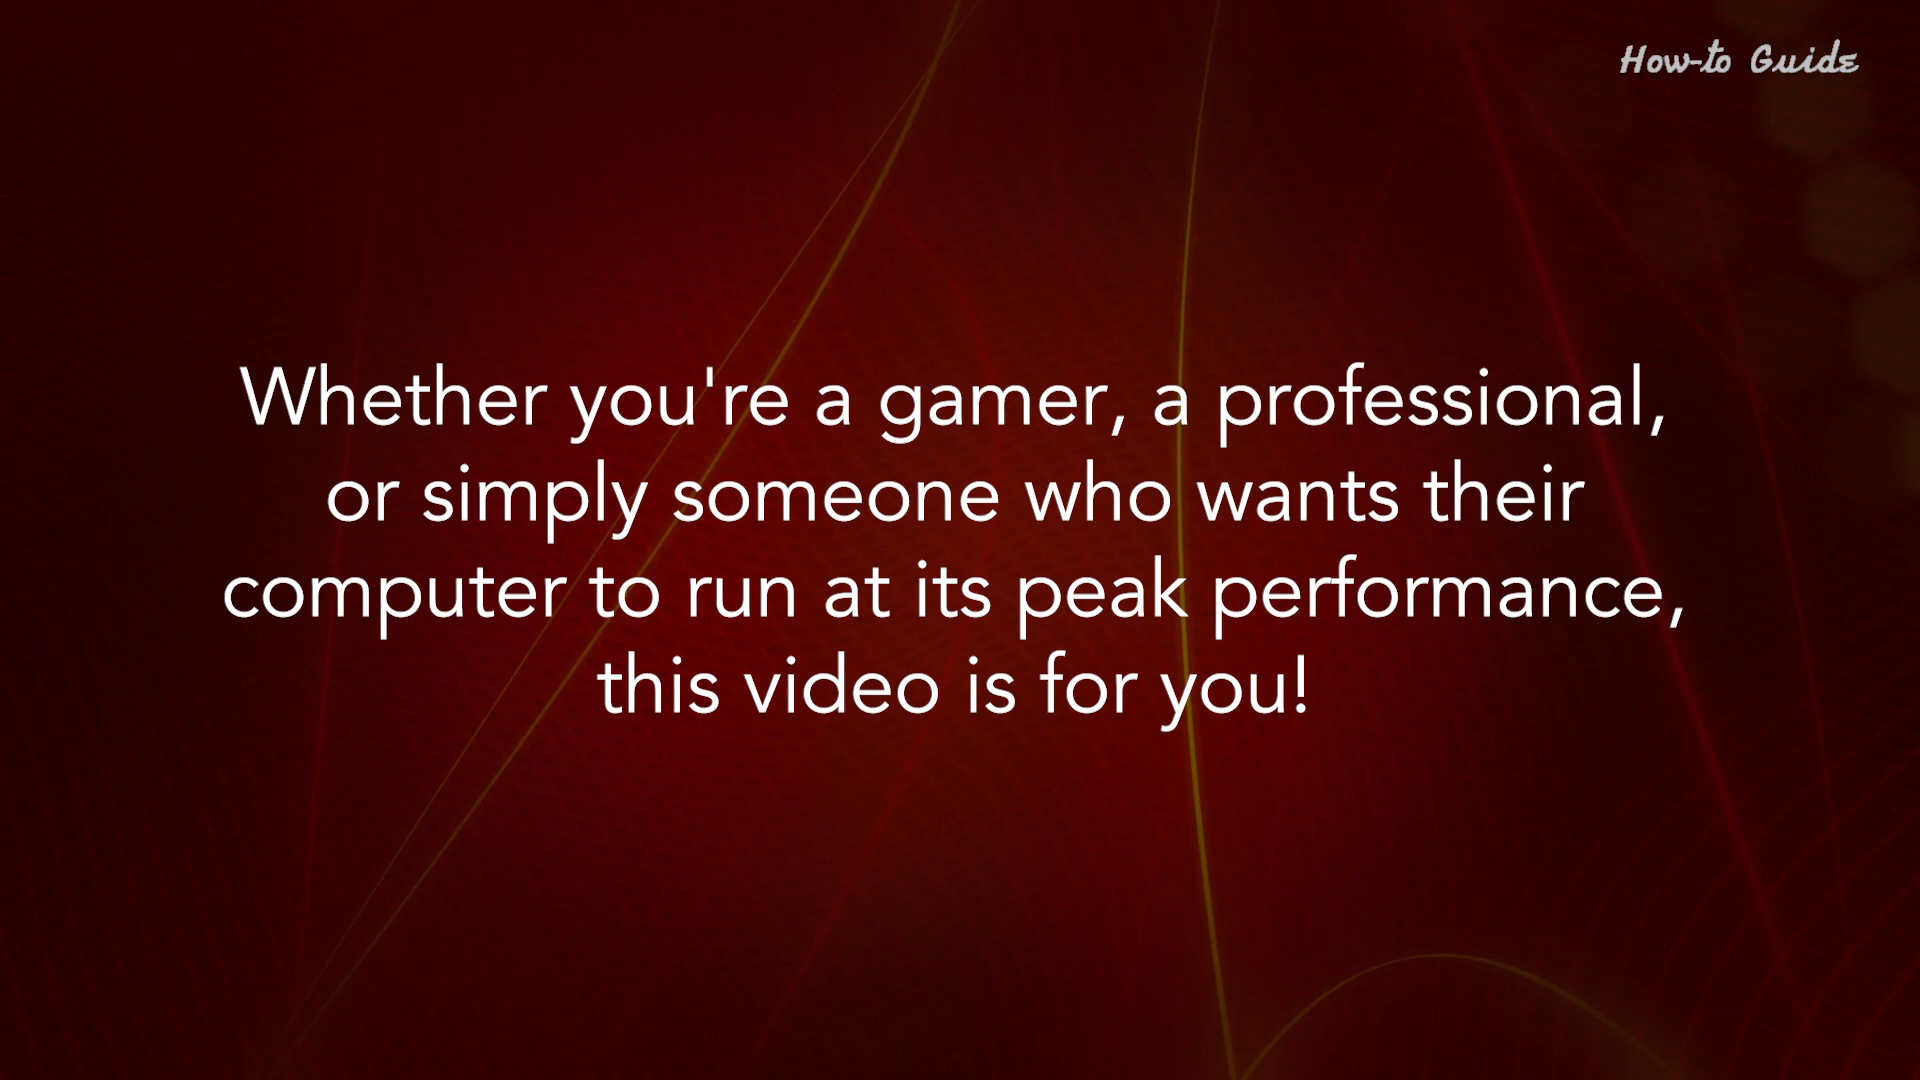 How-to Guide
Whether you're a gamer, a professional,
or simply someone who wants their
computer to run at its peak performance,
this video is for you!